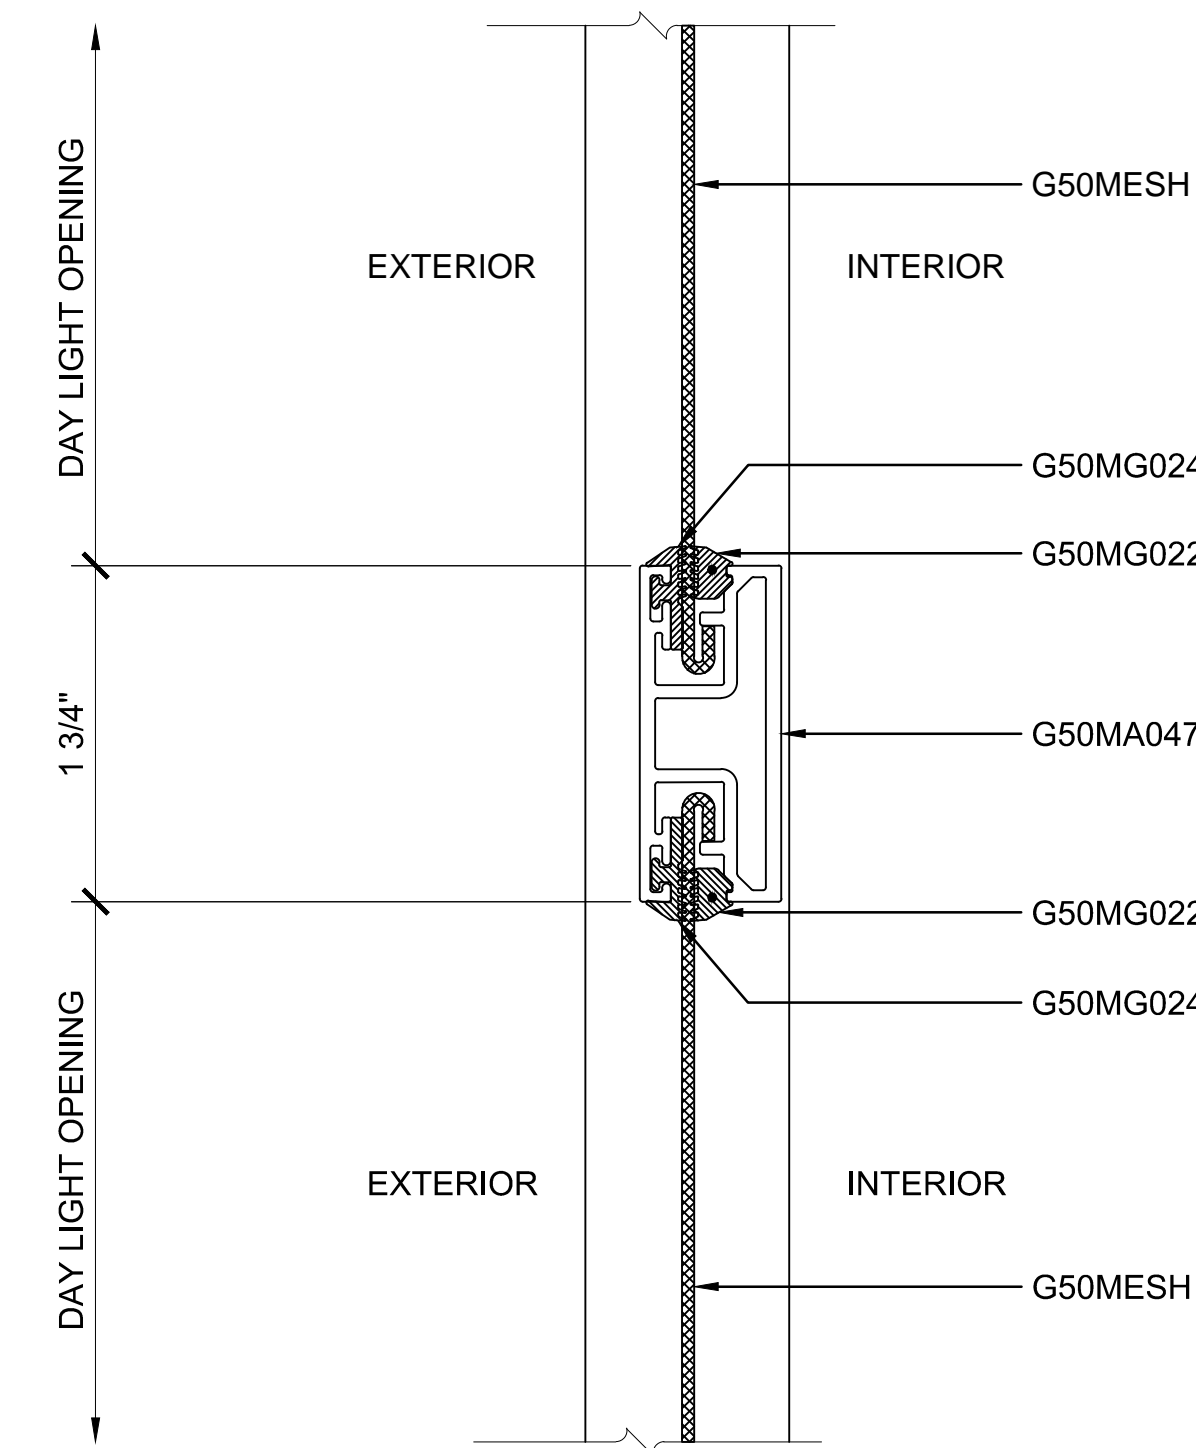 DAY LIGHT OPENING
G50MESH
EXTERIOR
INTERIOR
G50MG024
G50MG022
1 3/4"
G50MA047
G50MG022
G50MG024
DAY LIGHT OPENING
EXTERIOR
INTERIOR
G50MESH